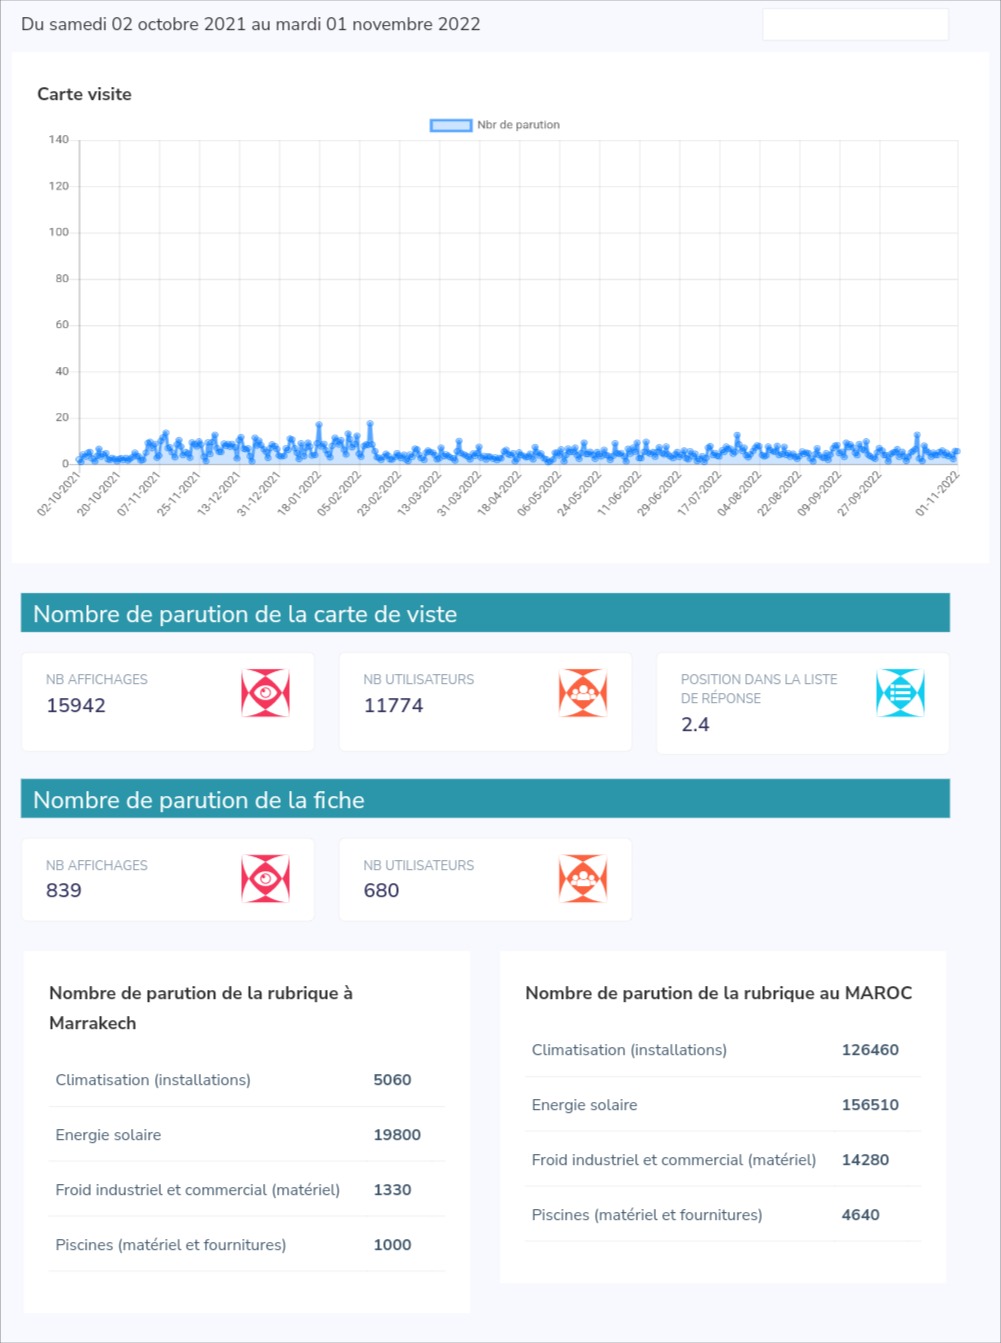 Du samedi 02 octobre 2021 au mardi 01 novembre 2022
Carte visite
Nbr de parution
140
120
100
80
60
40
20
0
02-10-2021
20-10-2021
07-11-2021
25-11-2021
13-12-2021
31-12-2021
18-01-2022
05-02-2022
23-02-2022
13-03-2022
31-03-2022
18-04-2022
06-05-2022
24-05-2022
11-06-2022
29-06-2022
17-07-2022
04-08-2022
22-08-2022
09-09-2022
27-09-2022
01-11-2022
Nombre de parution de la carte de viste
NB AFFICHAGES
15942
NB UTILISATEURS
11774
POSITION DANS LA LISTE
DE RÉPONSE
2.4
Nombre de parution de la fiche
NB AFFICHAGES
839
NB UTILISATEURS
680
Nombre de parution de la rubrique à
Marrakech
Climatisation (installations) 5060
Energie solaire 19800
Froid industriel et commercial (matériel) 1330
Piscines (matériel et fournitures) 1000
Nombre de parution de la rubrique au MAROC
Climatisation (installations) 126460
Energie solaire 156510
Froid industriel et commercial (matériel) 14280
Piscines (matériel et fournitures) 4640